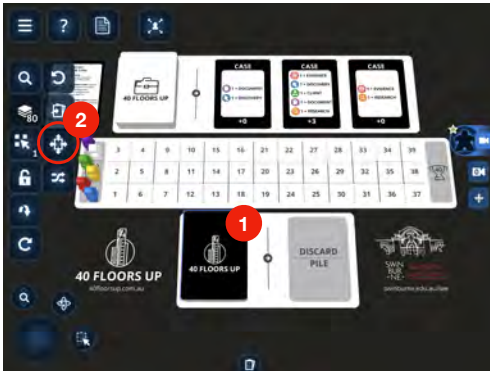 ?
80
1
2
40 FLOORS UP
CASE
1 × DOCUMENT
1 × DISCOVERY
+0
CASE
1 × EVIDENCE
1 × RESEARCH
1 × CLIENT
1 × DOCUMENT
1 × DISCOVERY
+3
CASE
1 × EVIDENCE
1 × RESEARCH
+0
3 4 9 10 15 16 21 22 27 28 33 34 39
2 5 8 11 14 17 20 23 26 29 32 35 38
1 6 7 12 13 18 19 24 25 30 31 36 37
1
40 FLOORS UP
DISCARD
PILE
40 FLOORS UP
40floorsup.com.au
SWIN
BUR
•NE•
swinburne.edu.au/law